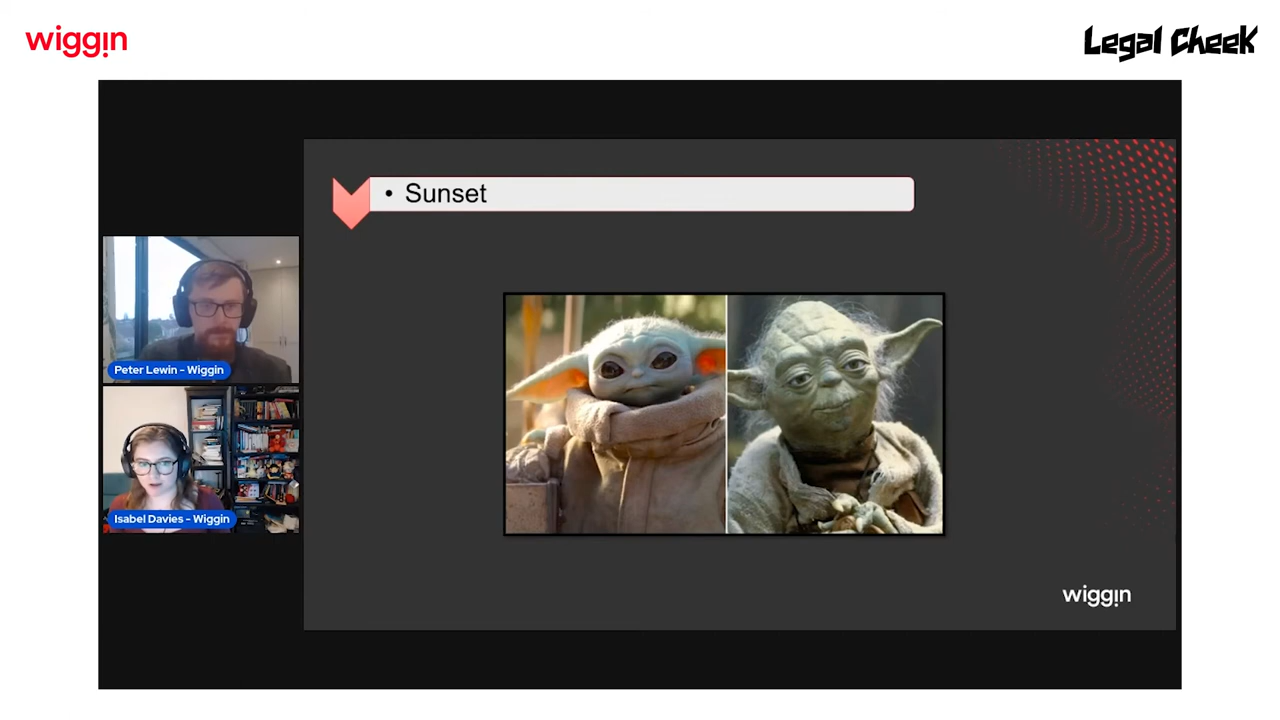 wiggin
Legal Cheek
• Sunset
Peter Lewin - Wiggin
Isabel Davies - Wiggin
wiggin